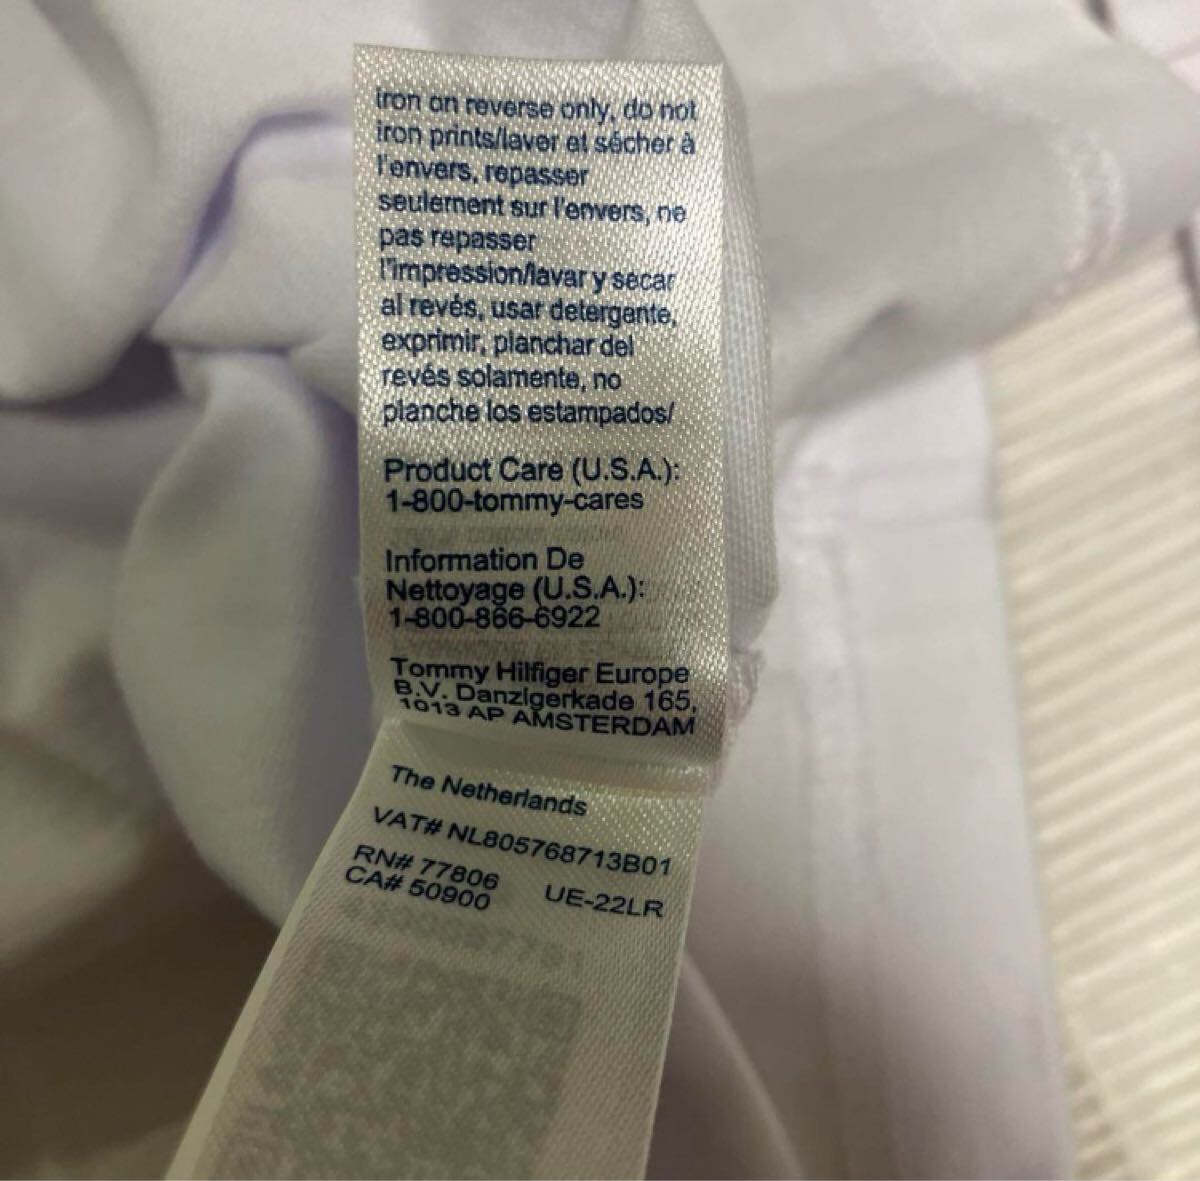 iron on reverse only, do not
iron prints/laver et sécher à
l'envers, repasser
seulement sur l'envers, ne
pas repasser
l'impression/lavar y secar
al revés, usar detergente,
exprimir, planchar del
revés solamente, no
planche los estampados/
Product Care (U.S.A.):
1-800-tommy-cares
Information De
Nettoyage (U.S.A.):
1-800-866-6922
Tommy Hilfiger Europe
B.V. Danzigerkade 165,
1013 AP AMSTERDAM
The Netherlands
VAT# NL805768713B01
RN# 77806
CA# 50900 UE-22LR